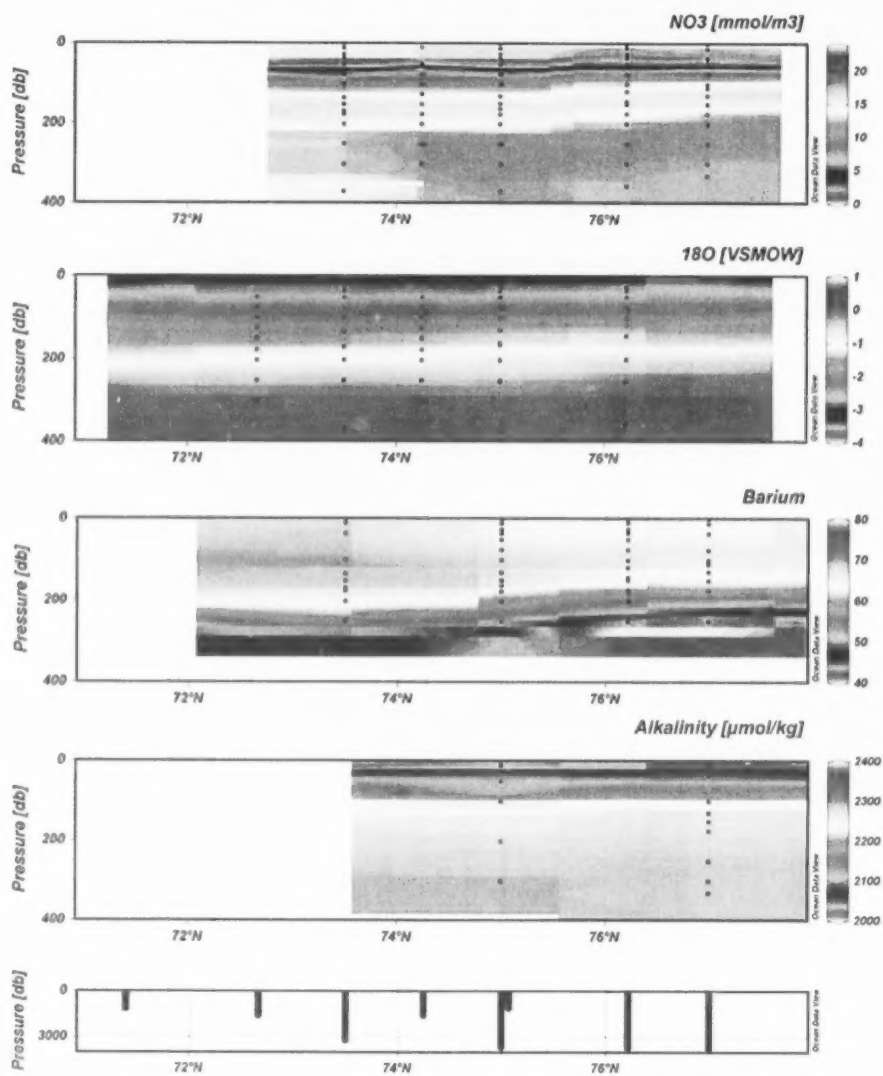 NO3 [mmol/m3]
Pressure [db]
0
200
400
72°N
74°N
76°N
20
15
10
5
0
Ocean Data View
18O [VSMOW]
Pressure [db]
0
200
400
72°N
74°N
76°N
1
0
-1
-2
-3
-4
Ocean Data View
Barium
Pressure [db]
0
200
400
72°N
74°N
76°N
80
70
60
50
40
Ocean Data View
Alkalinity [µmol/kg]
Pressure [db]
0
200
400
72°N
74°N
76°N
2400
2300
2200
2100
2000
Ocean Data View
Pressure [db]
0
3000
72°N
74°N
76°N
Ocean Data View